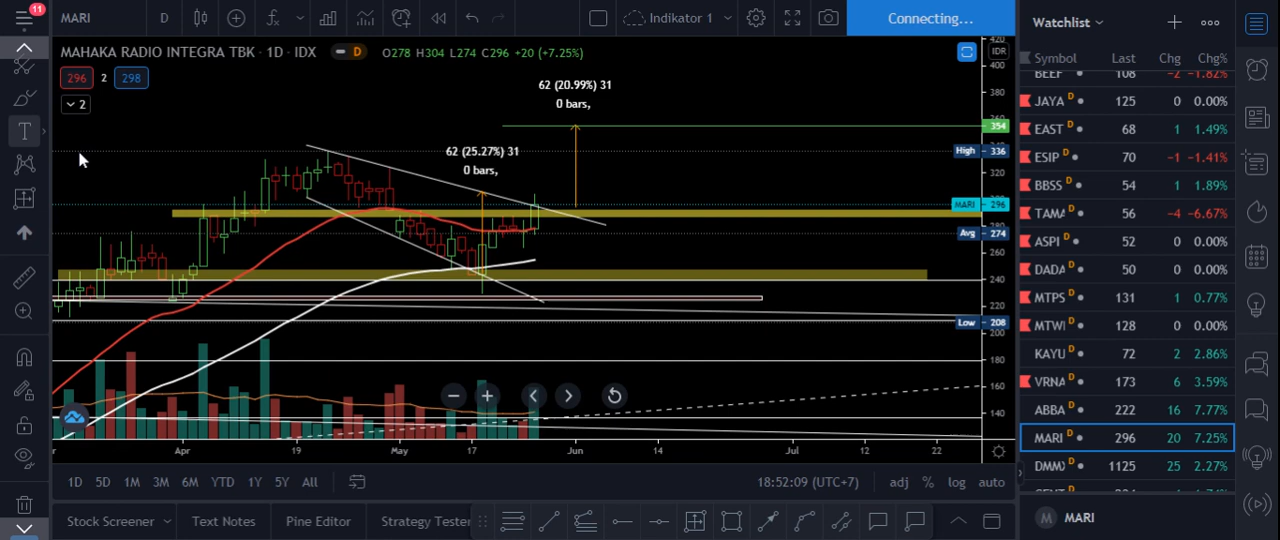 11
MARI D Indikator 1 Connecting... Watchlist
MAHAKA RADIO INTEGRA TBK · 1D · IDX D O278 H304 L274 C296 +20 (+7.25%) IDR Symbol Last Chg Chg%
296 2 298
2
62 (20.99%) 31
0 bars,
62 (25.27%) 31
0 bars,
420
400
380
354
High 336
320
MARI 296
280
Avg 274
260
240
220
Low 208
200
180
160
140
Apr 19 May 17 Jun 14 Jul 12 22
1D 5D 1M 3M 6M YTD 1Y 5Y All 18:52:09 (UTC+7) adj % log auto
Stock Screener Text Notes Pine Editor Strategy Tester
BEEF 108 −2 −1.82%
JAYA D 125 0 0.00%
EAST D 68 1 1.49%
ESIP D 70 −1 −1.41%
BBSS D 54 1 1.89%
TAMA D 56 −4 −6.67%
ASPI D 52 0 0.00%
DADA D 50 0 0.00%
MTPS D 131 1 0.77%
MTWI D 128 0 0.00%
KAYU D 72 2 2.86%
VRNA D 173 6 3.59%
ABBA D 222 16 7.77%
MARI D 296 20 7.25%
DMMX D 1125 25 2.27%
M MARI